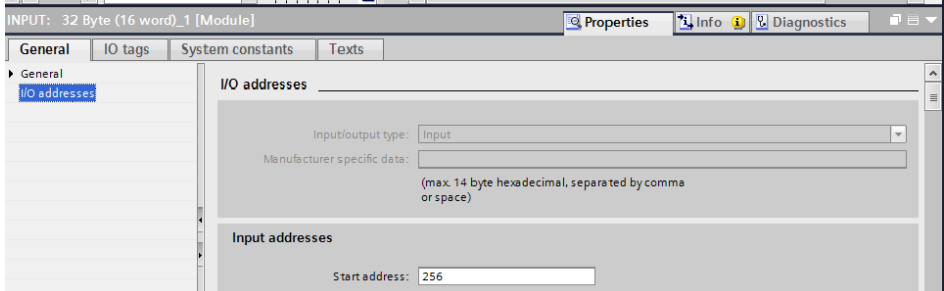 INPUT: 32 Byte (16 word)_1 [Module]
Properties
Info
Diagnostics
General
IO tags
System constants
Texts
General
I/O addresses
I/O addresses
Input/output type: Input
Manufacturer specific data:
(max. 14 byte hexadecimal, separated by comma
or space)
Input addresses
Start address: 256